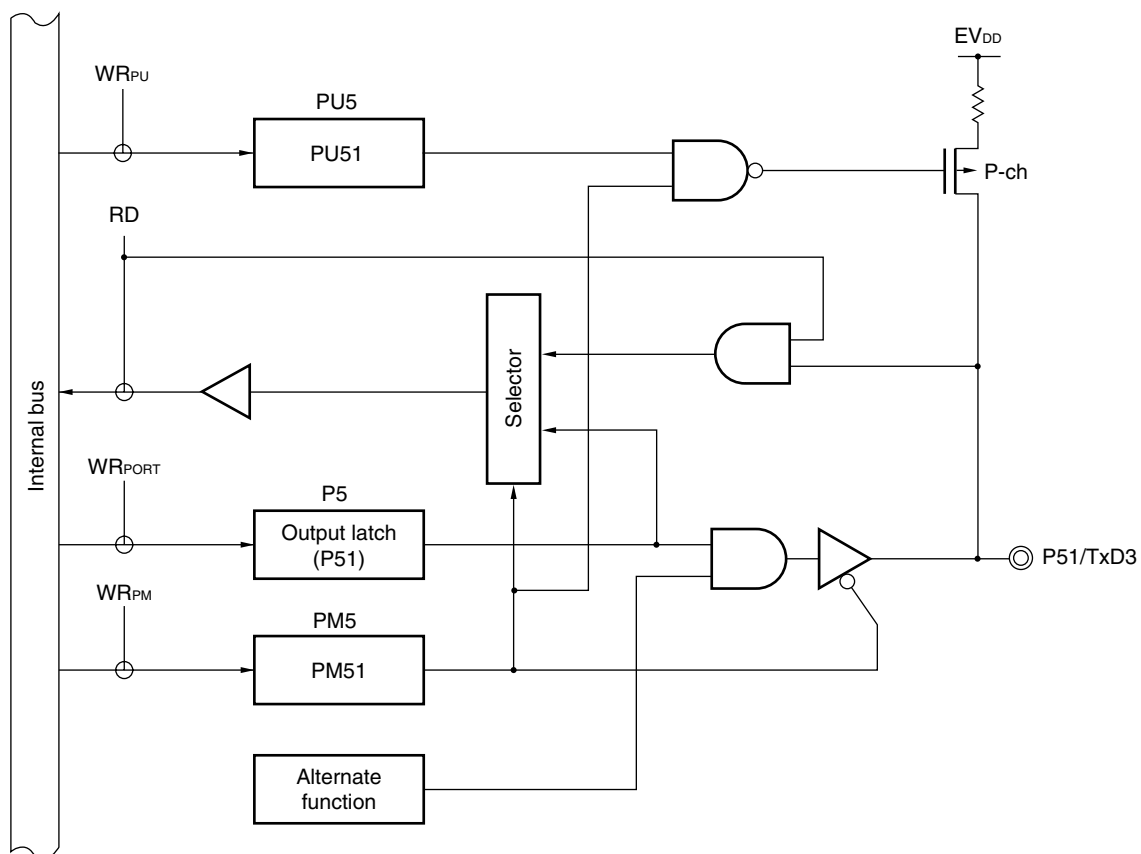 EVDD
WRPU
PU5
PU51
P-ch
RD
Selector
Internal bus
WRPORT
P5
Output latch
(P51)
P51/TxD3
WRPM
PM5
PM51
Alternate
function